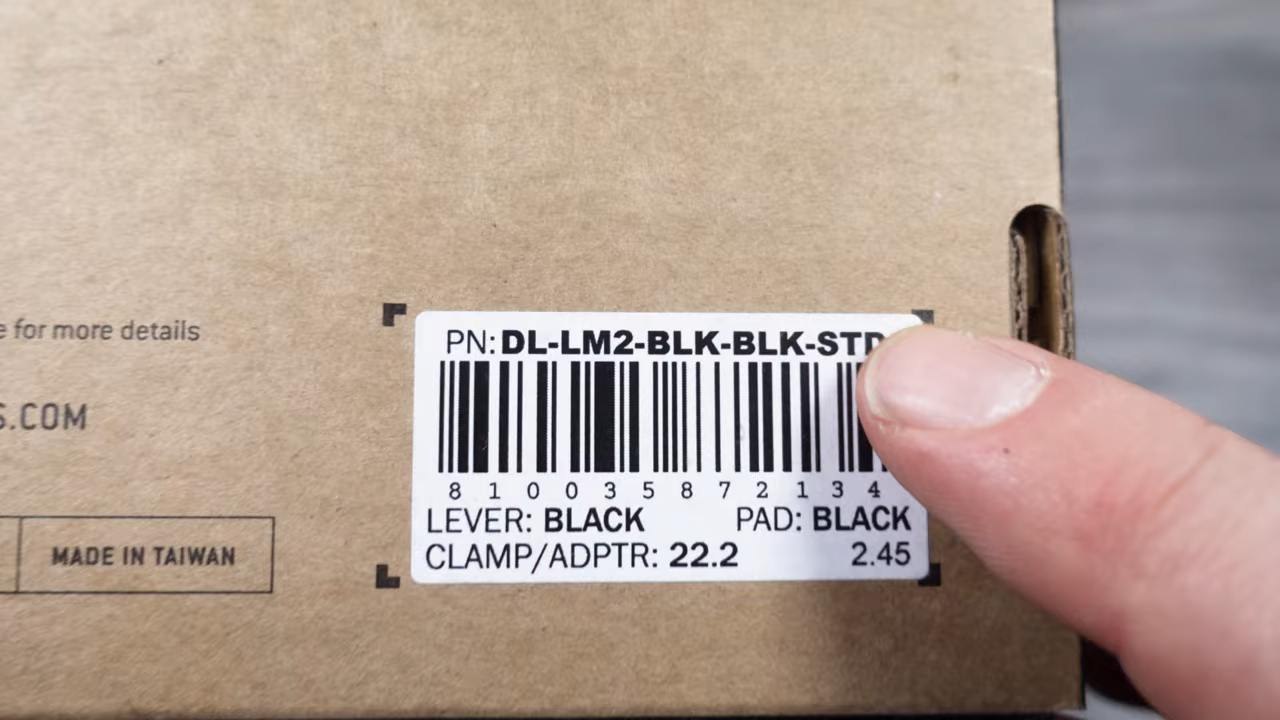 e for more details
S.COM
MADE IN TAIWAN
PN: DL-LM2-BLK-BLK-STD
8 1 0 0 3 5 8 7 2 1 3 4
LEVER: BLACK PAD: BLACK
CLAMP/ADPTR: 22.2 2.45